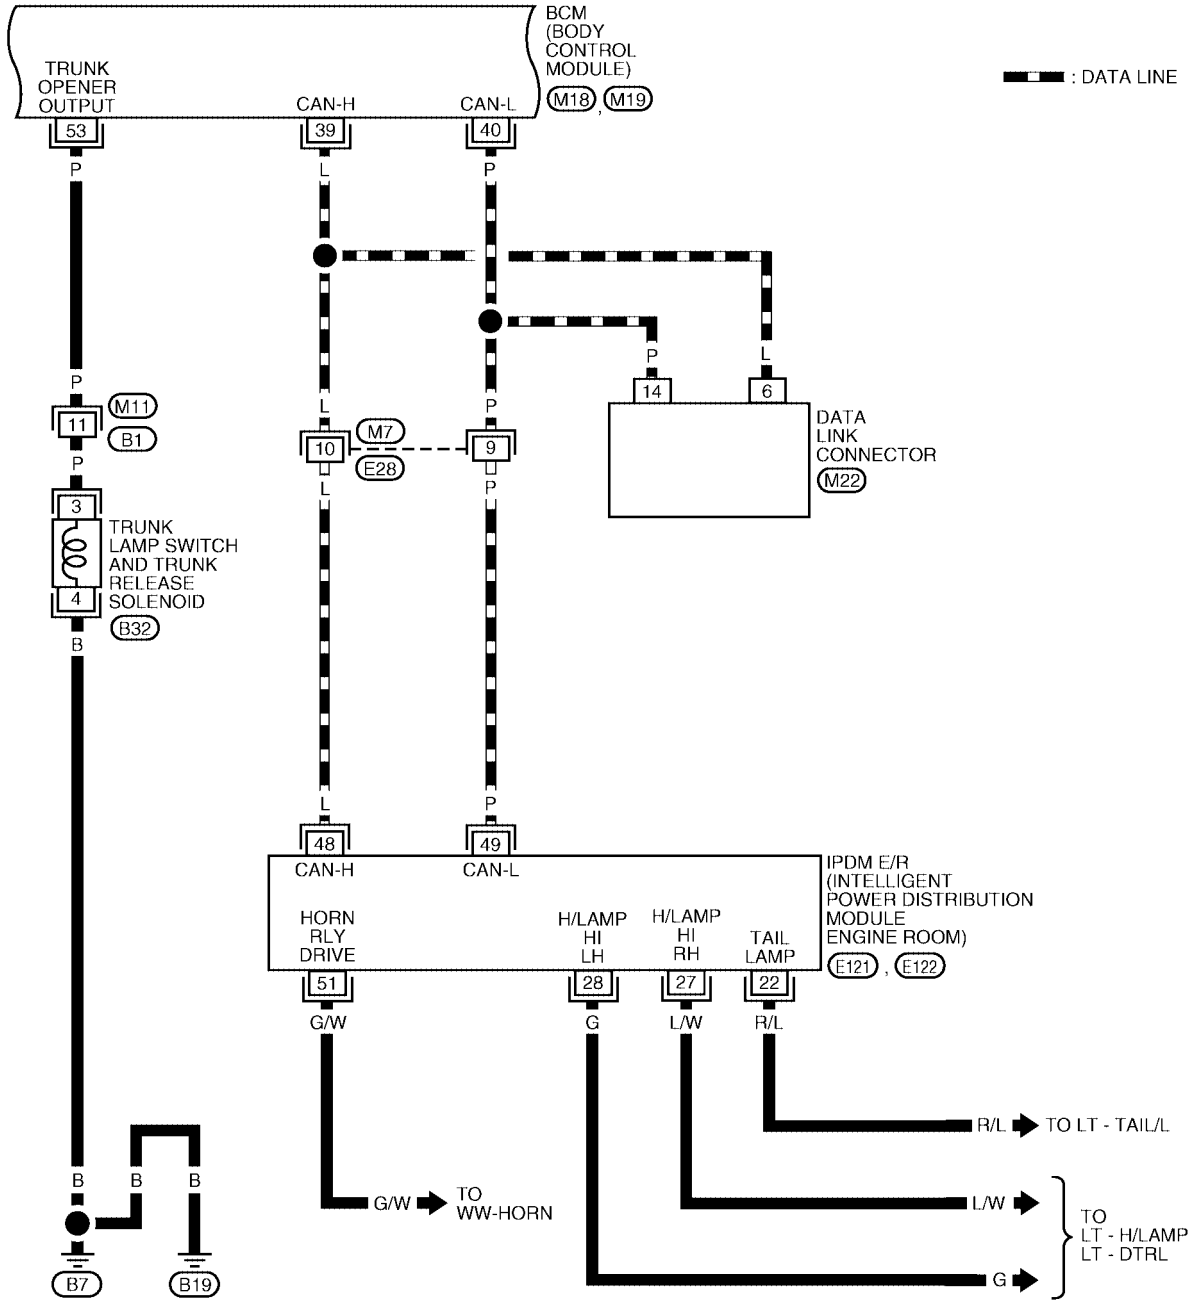 BCM
(BODY
CONTROL
MODULE)
M18 , M19
: DATA LINE
TRUNK
OPENER
OUTPUT
CAN-H
CAN-L
53
39
40
P
L
P
P
L
14
6
P
L
P
M11
11
B1
M7
10
9
E28
DATA
LINK
CONNECTOR
M22
P
L
P
3
TRUNK
LAMP SWITCH
AND TRUNK
RELEASE
SOLENOID
4
B32
B
L
P
48
49
CAN-H
CAN-L
IPDM E/R
(INTELLIGENT
POWER DISTRIBUTION
MODULE
ENGINE ROOM)
E121 , E122
HORN
RLY
DRIVE
H/LAMP
HI
LH
H/LAMP
HI
RH
TAIL
LAMP
51
28
27
22
G/W
G
L/W
R/L
R/L
TO LT - TAIL/L
B
B
B
G/W
TO
WW-HORN
L/W
TO
LT - H/LAMP
LT - DTRL
G
B7
B19